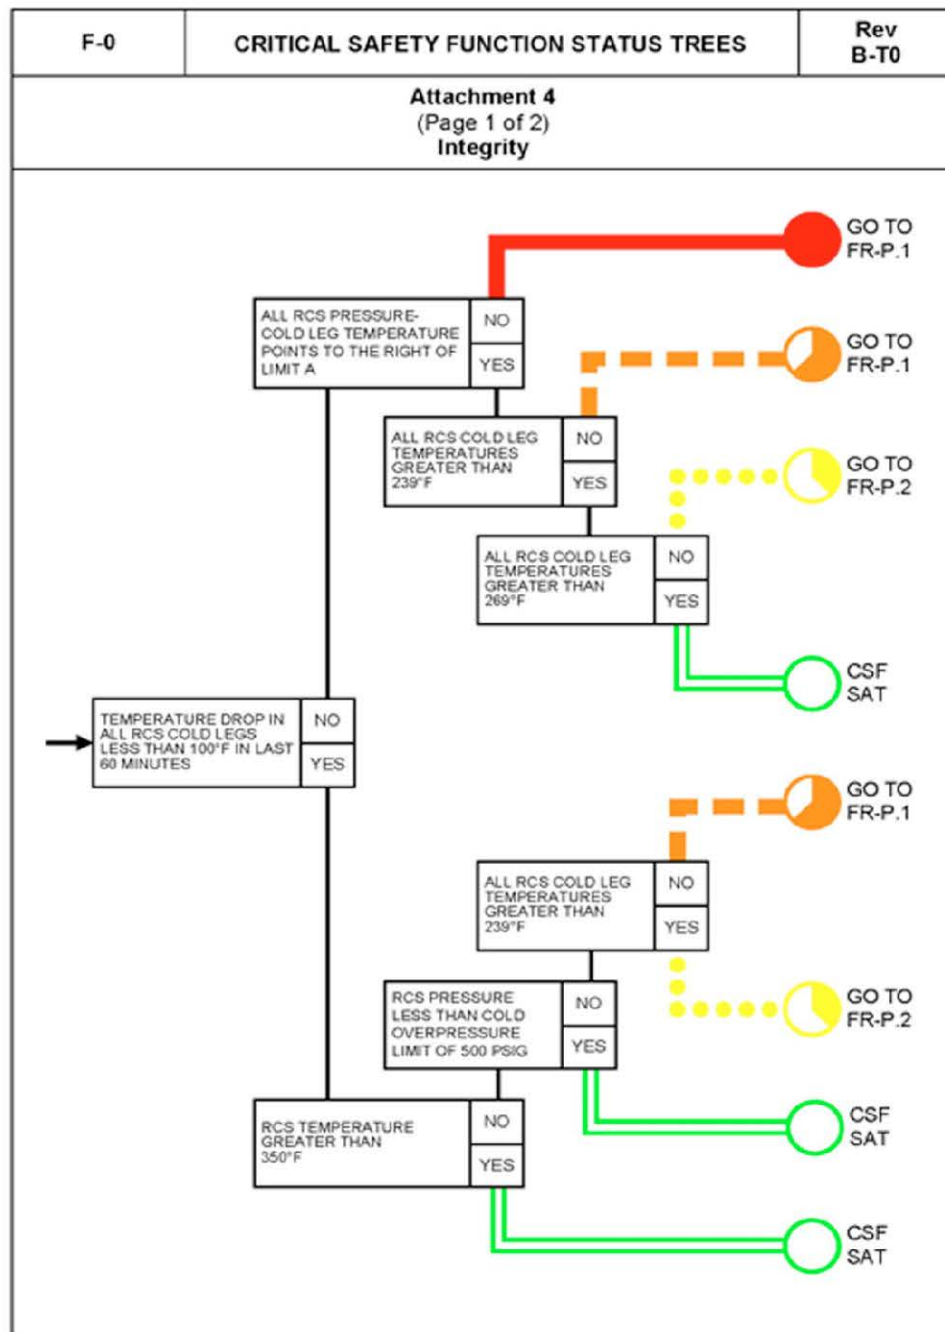 F-0
CRITICAL SAFETY FUNCTION STATUS TREES
Rev
B-T0
Attachment 4
(Page 1 of 2)
Integrity
GO TO
FR-P.1
ALL RCS PRESSURE-
COLD LEG TEMPERATURE
POINTS TO THE RIGHT OF
LIMIT A
NO
YES
GO TO
FR-P.1
ALL RCS COLD LEG
TEMPERATURES
GREATER THAN
239°F
NO
YES
GO TO
FR-P.2
ALL RCS COLD LEG
TEMPERATURES
GREATER THAN
269°F
NO
YES
CSF
SAT
TEMPERATURE DROP IN
ALL RCS COLD LEGS
LESS THAN 100°F IN LAST
60 MINUTES
NO
YES
GO TO
FR-P.1
ALL RCS COLD LEG
TEMPERATURES
GREATER THAN
239°F
NO
YES
GO TO
FR-P.2
RCS PRESSURE
LESS THAN COLD
OVERPRESSURE
LIMIT OF 500 PSIG
NO
YES
CSF
SAT
RCS TEMPERATURE
GREATER THAN
350°F
NO
YES
CSF
SAT